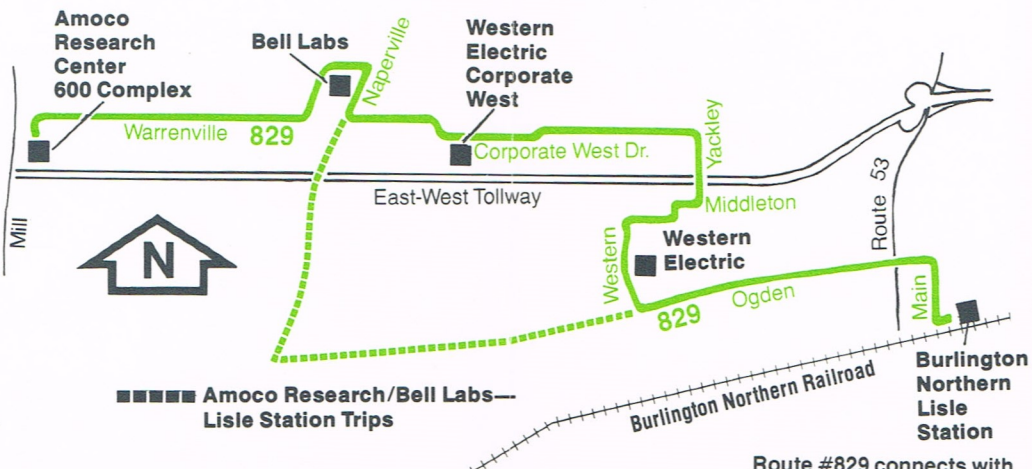 Amoco
Research
Center
600 Complex
Bell Labs
Naperville
Western
Electric
Corporate
West
Warrenville
829
Corporate West Dr.
Yackley
East-West Tollway
Middleton
Route 53
Mill
N
Western
Western
Electric
829
Ogden
Main
Amoco Research/Bell Labs—
Lisle Station Trips
Burlington Northern Railroad
Burlington
Northern
Lisle
Station
Route #829 connects with